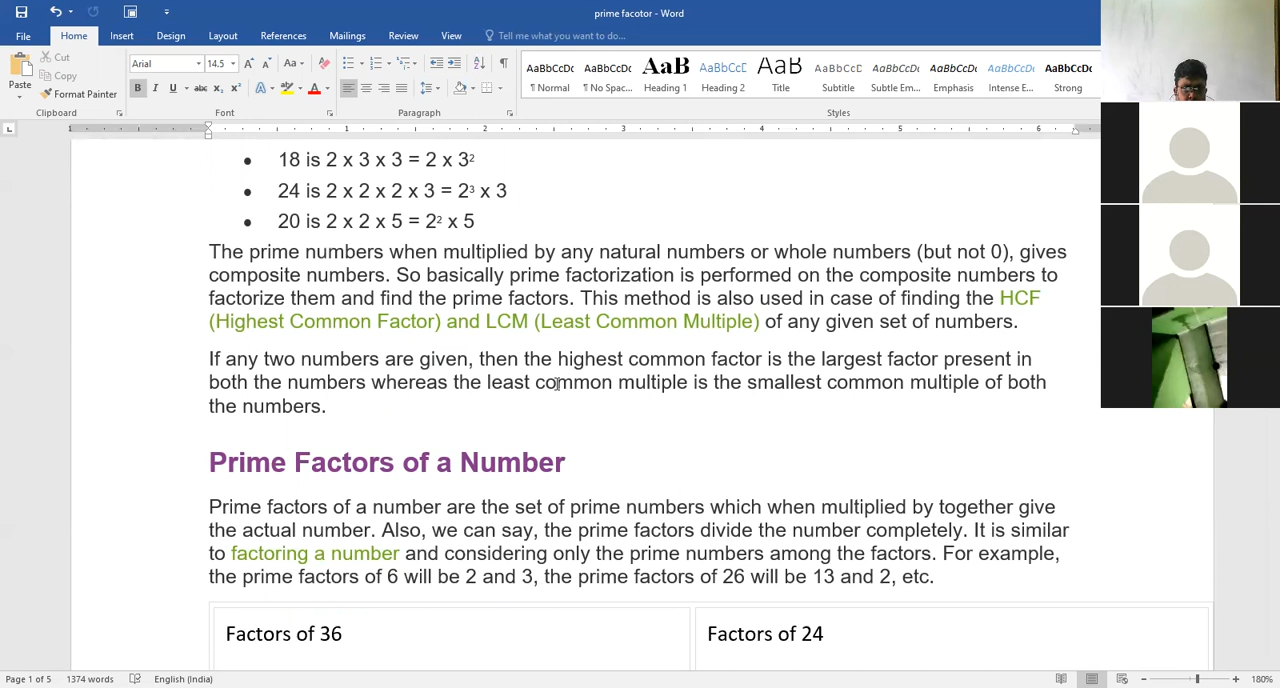 prime facotor - Word
File Home Insert Design Layout References Mailings Review View Tell me what you want to do...
Paste
Cut
Copy
Format Painter
Arial 14.5 Aa
B I U abc x₂ x² A A
AaBbCcDc AaBbCcDc AaB AaBbCcE AaB AaBbCcDc AaBbCcDc AaBbCcDc AaBbCcDc AaBbCcDc
¶ Normal ¶ No Spac... Heading 1 Heading 2 Title Subtitle Subtle Em... Emphasis Intense E... Strong
Clipboard Font Paragraph Styles
1 1 2 3 4 5 6
• 18 is 2 x 3 x 3 = 2 x 3²
• 24 is 2 x 2 x 2 x 3 = 2³ x 3
• 20 is 2 x 2 x 5 = 2² x 5
The prime numbers when multiplied by any natural numbers or whole numbers (but not 0), gives
composite numbers. So basically prime factorization is performed on the composite numbers to
factorize them and find the prime factors. This method is also used in case of finding the HCF
(Highest Common Factor) and LCM (Least Common Multiple) of any given set of numbers.
If any two numbers are given, then the highest common factor is the largest factor present in
both the numbers whereas the least common multiple is the smallest common multiple of both
the numbers.
Prime Factors of a Number
Prime factors of a number are the set of prime numbers which when multiplied by together give
the actual number. Also, we can say, the prime factors divide the number completely. It is similar
to factoring a number and considering only the prime numbers among the factors. For example,
the prime factors of 6 will be 2 and 3, the prime factors of 26 will be 13 and 2, etc.
Factors of 36 Factors of 24
Page 1 of 5 1374 words English (India) 180%